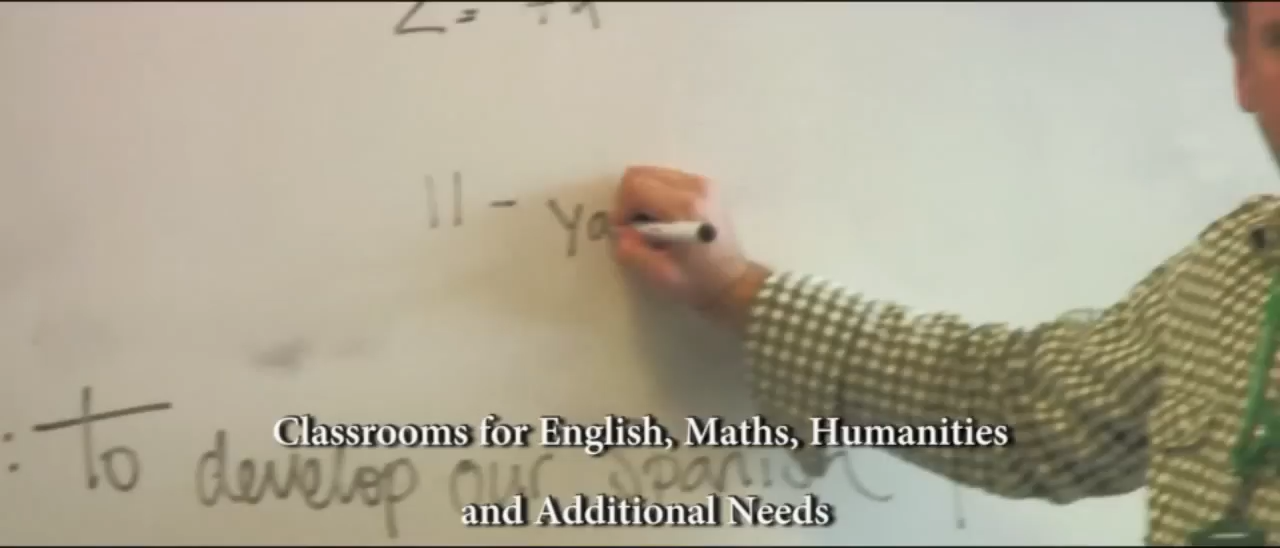 11 - Ya
: To develop our Spanish
Classrooms for English, Maths, Humanities
and Additional Needs